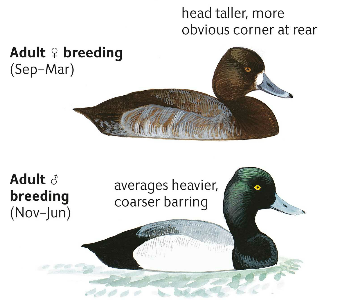 head taller, more
obvious corner at rear
Adult ♀ breeding
(Sep–Mar)
Adult ♂
breeding
(Nov–Jun)
averages heavier,
coarser barring